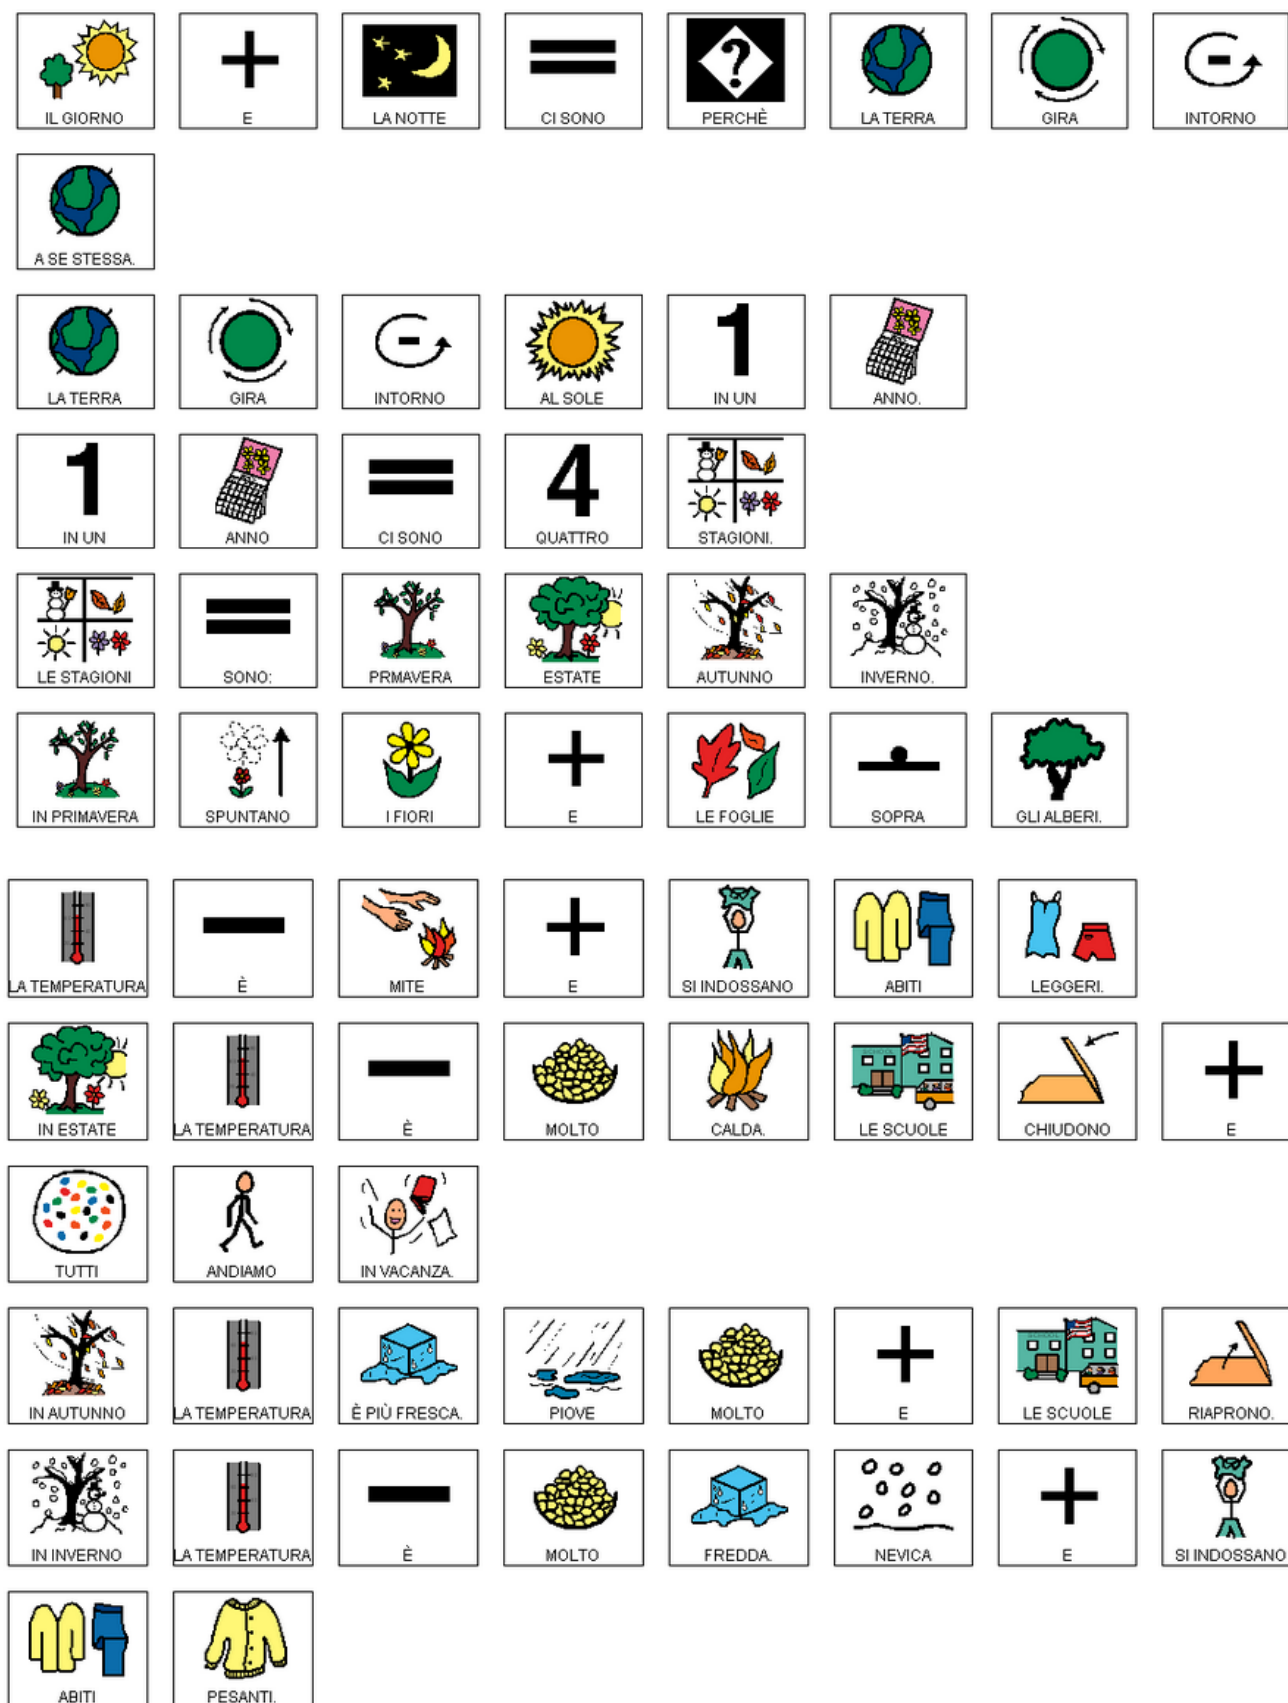 IL GIORNO E LA NOTTE CI SONO PERCHÈ LA TERRA GIRA INTORNO
A SE STESSA.
LA TERRA GIRA INTORNO AL SOLE 1 IN UN ANNO.
1 IN UN ANNO CI SONO 4 QUATTRO STAGIONI.
LE STAGIONI SONO: PRMAVERA ESTATE AUTUNNO INVERNO.
IN PRIMAVERA SPUNTANO I FIORI E LE FOGLIE SOPRA GLI ALBERI.
LA TEMPERATURA È MITE E SI INDOSSANO ABITI LEGGERI.
IN ESTATE LA TEMPERATURA È MOLTO CALDA. LE SCUOLE CHIUDONO E
TUTTI ANDIAMO IN VACANZA.
IN AUTUNNO LA TEMPERATURA È PIÙ FRESCA. PIOVE MOLTO E LE SCUOLE RIAPRONO.
IN INVERNO LA TEMPERATURA È MOLTO FREDDA. NEVICA E SI INDOSSANO
ABITI PESANTI.